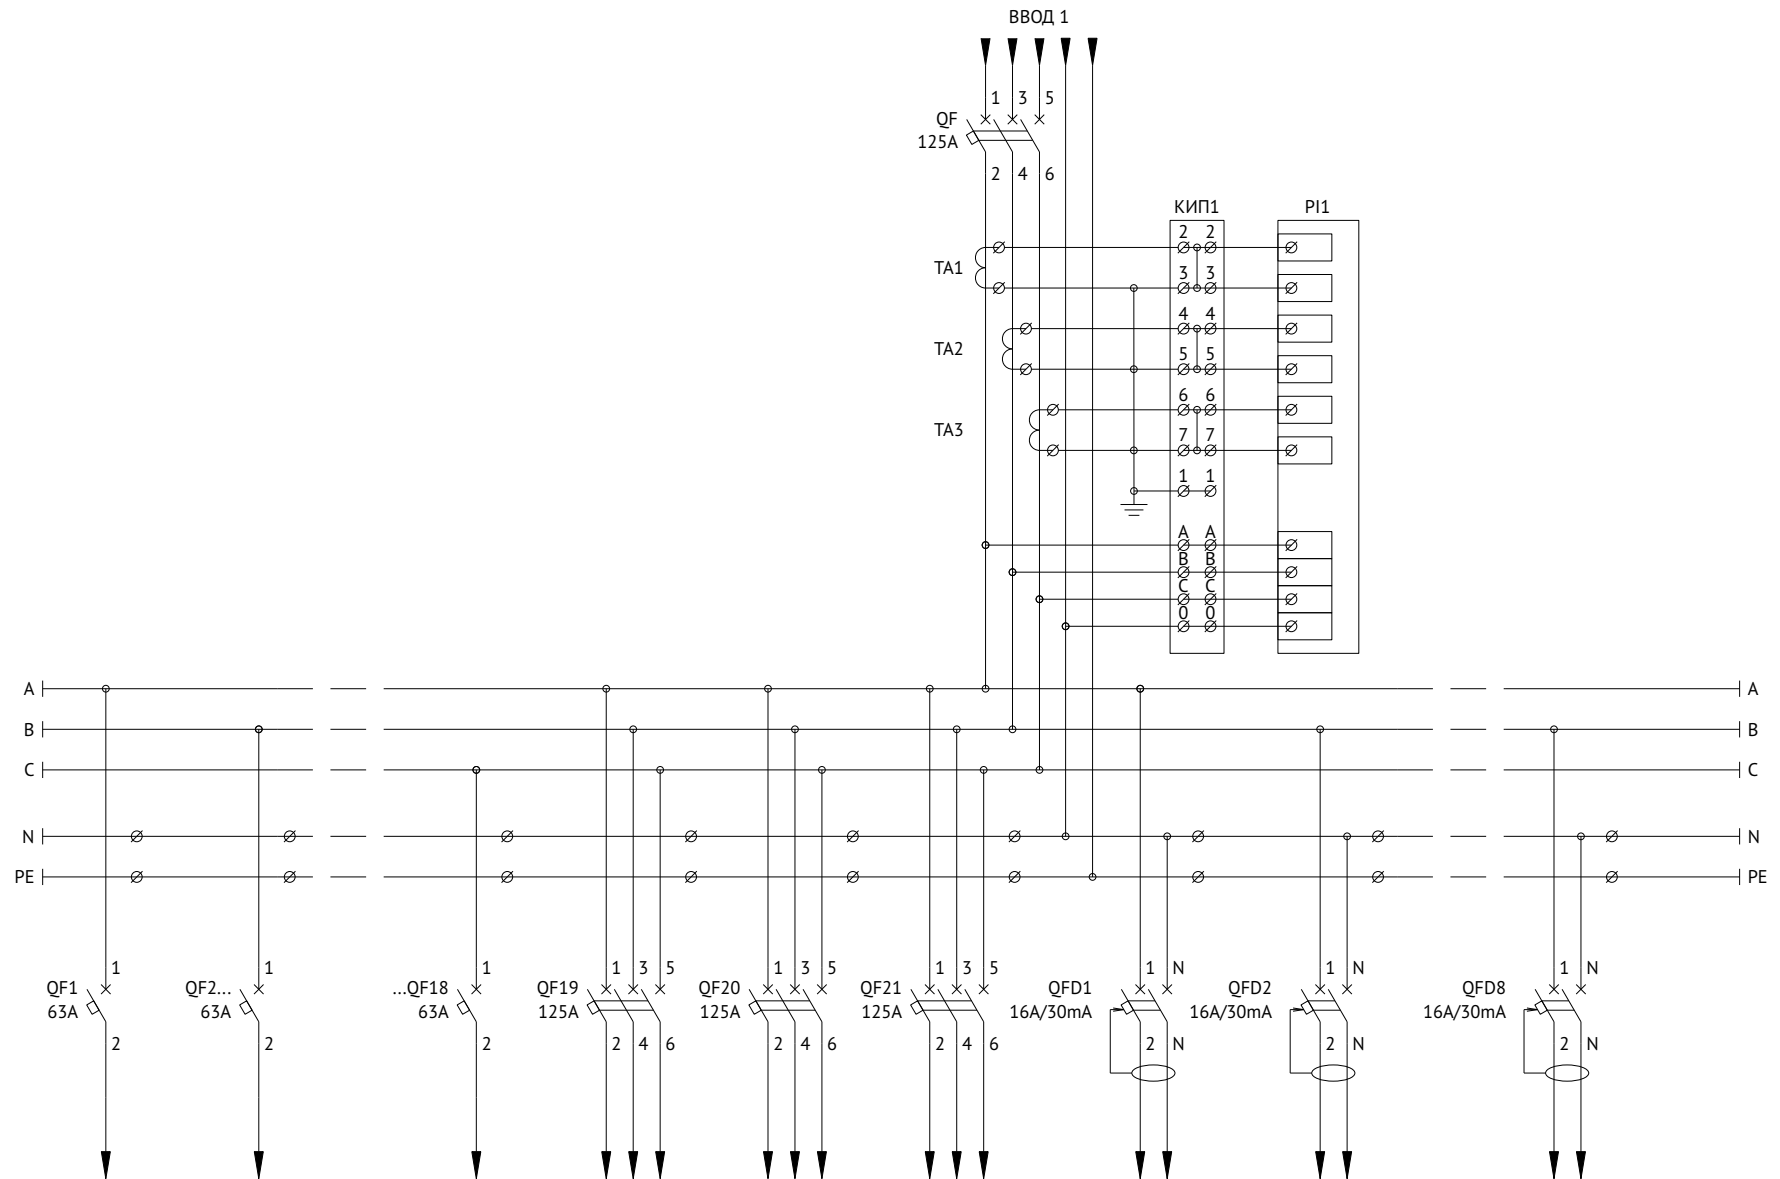 ВВОД 1
1 3 5
QF
125A
2 4 6
КИП1 PI1
2 2
TA1
3 3
4 4
TA2
5 5
6 6
TA3
7 7
1 1
A A
B B
C C
0 0
A A
B B
C C
N N
PE PE
1 1 1 1 3 5 1 3 5 1 3 5 1 N 1 N 1 N
QF1 QF2... ...QF18 QF19 QF20 QF21 QFD1 QFD2 QFD8
63A 63A 63A 125A 125A 125A 16A/30mA 16A/30mA 16A/30mA
2 2 2 2 4 6 2 4 6 2 4 6 2 N 2 N 2 N